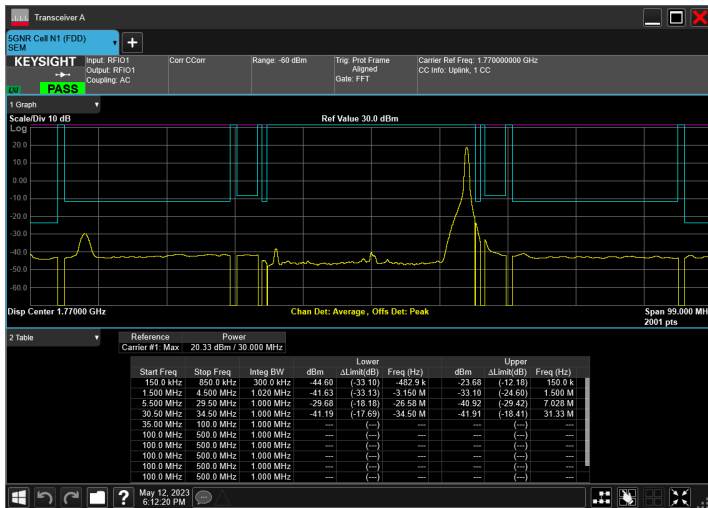 Transceiver A
5GNR Cell N1 (FDD)
SEM
KEYSIGHT
LXI
PASS
Input: RFIO1
Output: RFIO1
Coupling: AC
Corr CCorr
Range: -60 dBm
Trig: Prot Frame
Aligned
Gate: FFT
Carrier Ref Freq: 1.770000000 GHz
CC Info: Uplink, 1 CC
1 Graph
Scale/Div 10 dB
Ref Value 30.0 dBm
Log
20.0
10.0
0.00
-10.0
-20.0
-30.0
-40.0
-50.0
-60.0
Disp Center 1.77000 GHz
Chan Det: Average, Offs Det: Peak
Span 99.000 MH
2001 pts
2 Table
Reference Power
Carrier #1: Max 20.33 dBm / 30.000 MHz
Lower Upper
Start Freq Stop Freq Integ BW dBm ΔLimit(dB) Freq (Hz) dBm ΔLimit(dB) Freq (Hz)
150.0 kHz 850.0 kHz 300.0 kHz -44.60 (-33.10) -482.9 k -23.68 (-12.18) 150.0 k
1.500 MHz 4.500 MHz 1.020 MHz -41.63 (-33.13) -3.150 M -33.10 (-24.60) 1.500 M
5.500 MHz 29.50 MHz 1.000 MHz -29.68 (-18.18) -26.58 M -40.92 (-29.42) 7.028 M
30.50 MHz 34.50 MHz 1.000 MHz -41.19 (-17.69) -34.50 M -41.91 (-18.41) 31.33 M
35.00 MHz 100.0 MHz 1.000 MHz --- (---) --- --- (---) ---
100.0 MHz 500.0 MHz 1.000 MHz --- (---) --- --- (---) ---
100.0 MHz 500.0 MHz 1.000 MHz --- (---) --- --- (---) ---
100.0 MHz 500.0 MHz 1.000 MHz --- (---) --- --- (---) ---
100.0 MHz 500.0 MHz 1.000 MHz --- (---) --- --- (---) ---
100.0 MHz 500.0 MHz 1.000 MHz --- (---) --- --- (---) ---
May 12, 2023
6:12:20 PM